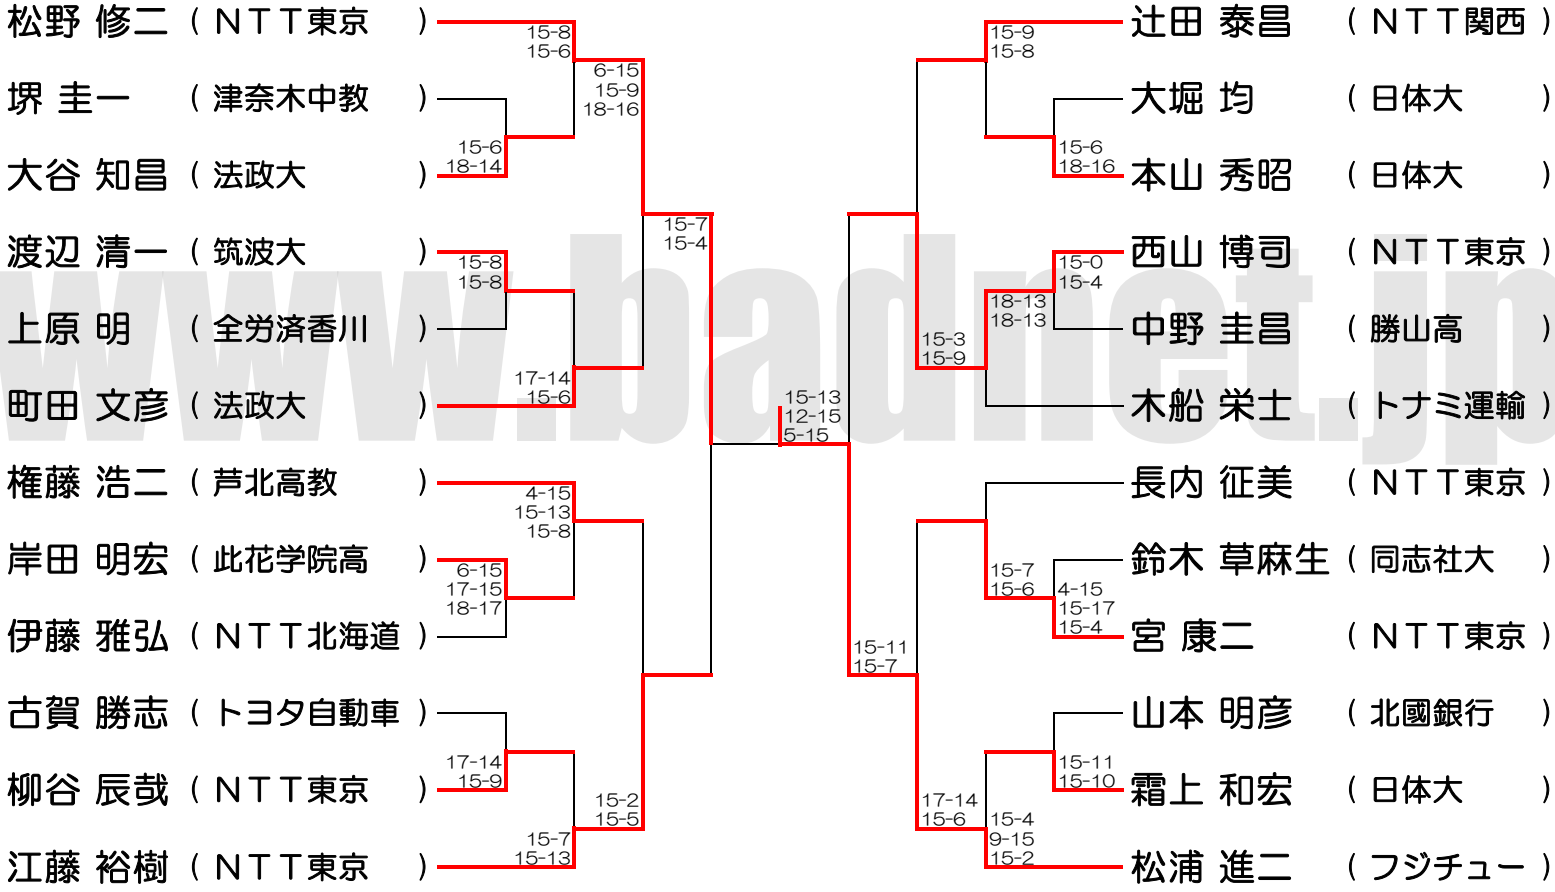 松野 修二 ( ＮＴＴ東京 )
堺 圭一 ( 津奈木中教 )
大谷 知昌 ( 法政大 )
渡辺 清一 ( 筑波大 )
上原 明 ( 全労済香川 )
町田 文彦 ( 法政大 )
権藤 浩二 ( 芦北高教 )
岸田 明宏 ( 此花学院高 )
伊藤 雅弘 ( ＮＴＴ北海道 )
古賀 勝志 ( トヨタ自動車 )
柳谷 辰哉 ( ＮＴＴ東京 )
江藤 裕樹 ( ＮＴＴ東京 )
15-8
15-6
15-6
18-14
6-15
15-9
18-16
15-8
15-8
17-14
15-6
15-7
15-4
4-15
15-13
15-8
6-15
17-15
18-17
17-14
15-9
15-7
15-13
15-2
15-5
15-13
12-15
5-15
辻田 泰昌 ( ＮＴＴ関西 )
大堀 均 ( 日体大 )
本山 秀昭 ( 日体大 )
西山 博司 ( ＮＴＴ東京 )
中野 圭昌 ( 勝山高 )
木船 栄士 ( トナミ運輸 )
長内 征美 ( ＮＴＴ東京 )
鈴木 草麻生 ( 同志社大 )
宮 康二 ( ＮＴＴ東京 )
山本 明彦 ( 北國銀行 )
霜上 和宏 ( 日体大 )
松浦 進二 ( フジチュー )
15-9
15-8
15-6
18-16
15-0
15-4
18-13
18-13
15-3
15-9
15-7
15-6
4-15
15-17
15-4
15-11
15-7
15-11
15-10
17-14
15-6
15-4
9-15
15-2
www.badnet.jp